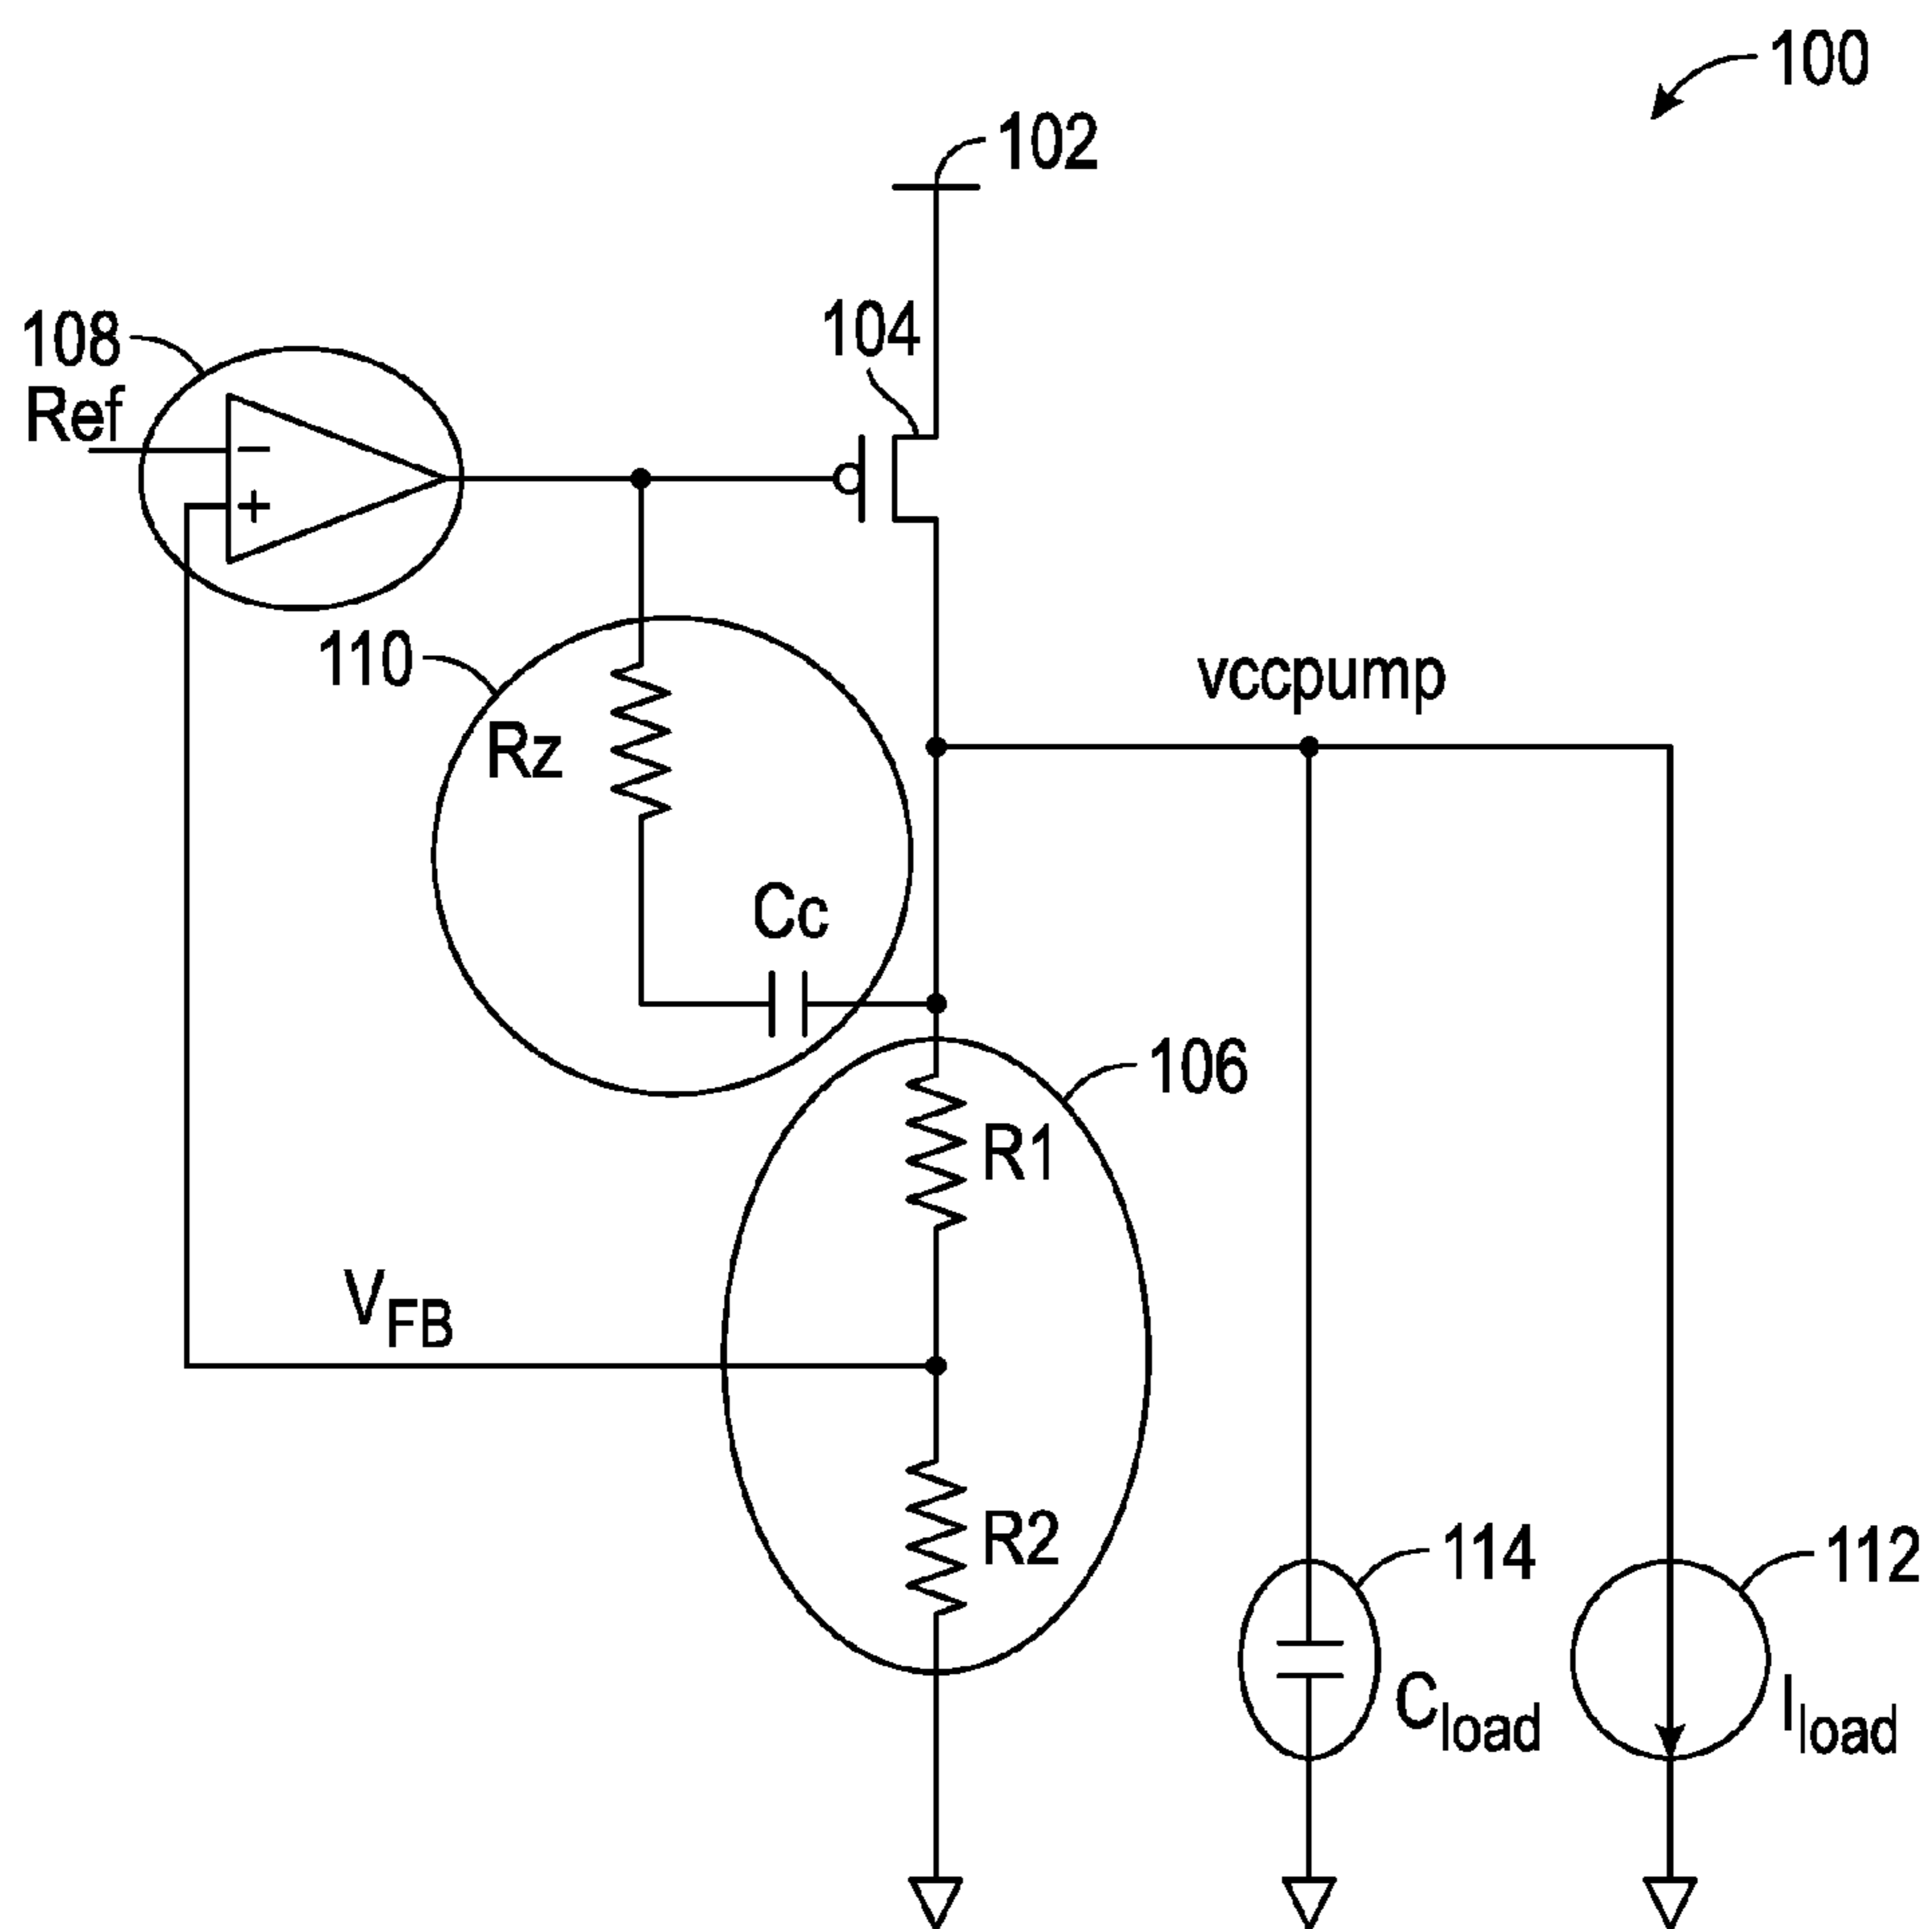 100
102
104
108
Ref
−
+
110
Rz
vccpump
Cc
106
R1
VFB
R2
114
112
Cload
Iload